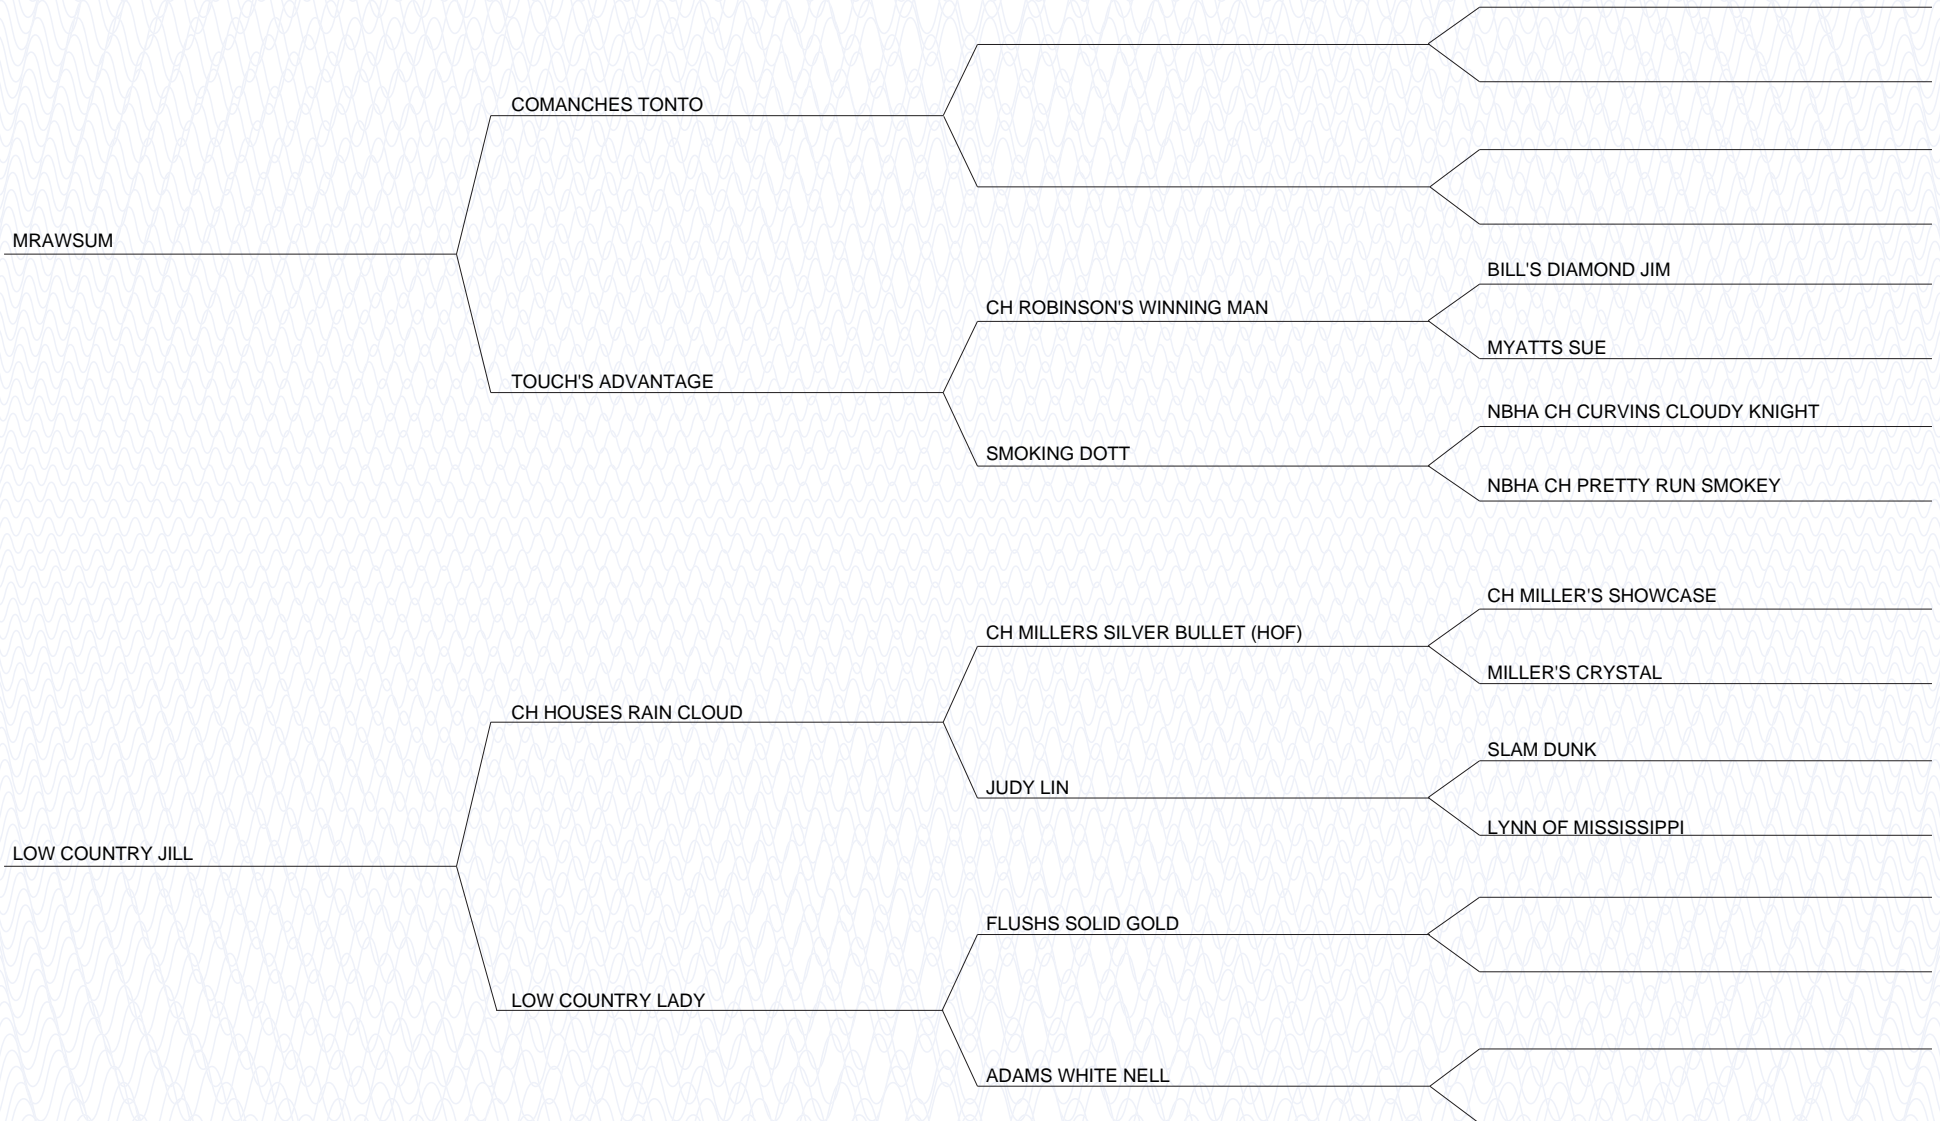 COMANCHES TONTO
MRAWSUM
BILL'S DIAMOND JIM
CH ROBINSON'S WINNING MAN
MYATTS SUE
TOUCH'S ADVANTAGE
NBHA CH CURVINS CLOUDY KNIGHT
SMOKING DOTT
NBHA CH PRETTY RUN SMOKEY
CH MILLER'S SHOWCASE
CH MILLERS SILVER BULLET (HOF)
MILLER'S CRYSTAL
CH HOUSES RAIN CLOUD
SLAM DUNK
JUDY LIN
LYNN OF MISSISSIPPI
LOW COUNTRY JILL
FLUSHS SOLID GOLD
LOW COUNTRY LADY
ADAMS WHITE NELL